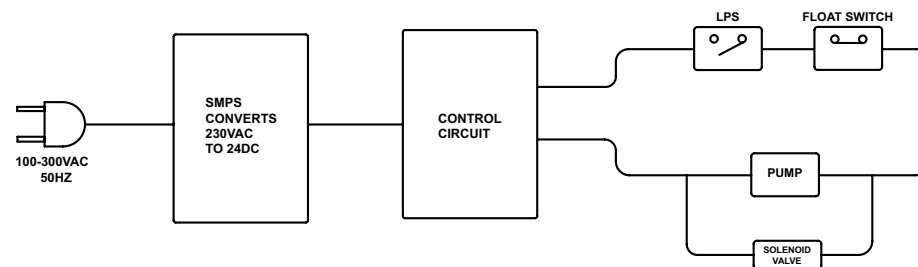 LPS
FLOAT SWITCH
SMPS
CONVERTS
230VAC
TO 24DC
CONTROL
CIRCUIT
100-300VAC
50HZ
PUMP
SOLENOID
VALVE